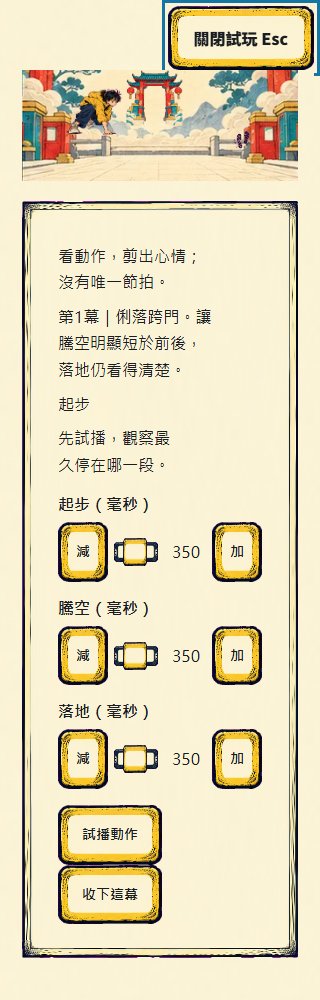 關閉試玩 Esc
看動作，剪出心情；
沒有唯一節拍。
第1幕｜俐落跨門。讓
騰空明顯短於前後，
落地仍看得清楚。
起步
先試播，觀察最
久停在哪一段。
起步（毫秒）
減 350 加
騰空（毫秒）
減 350 加
落地（毫秒）
減 350 加
試播動作
收下這幕